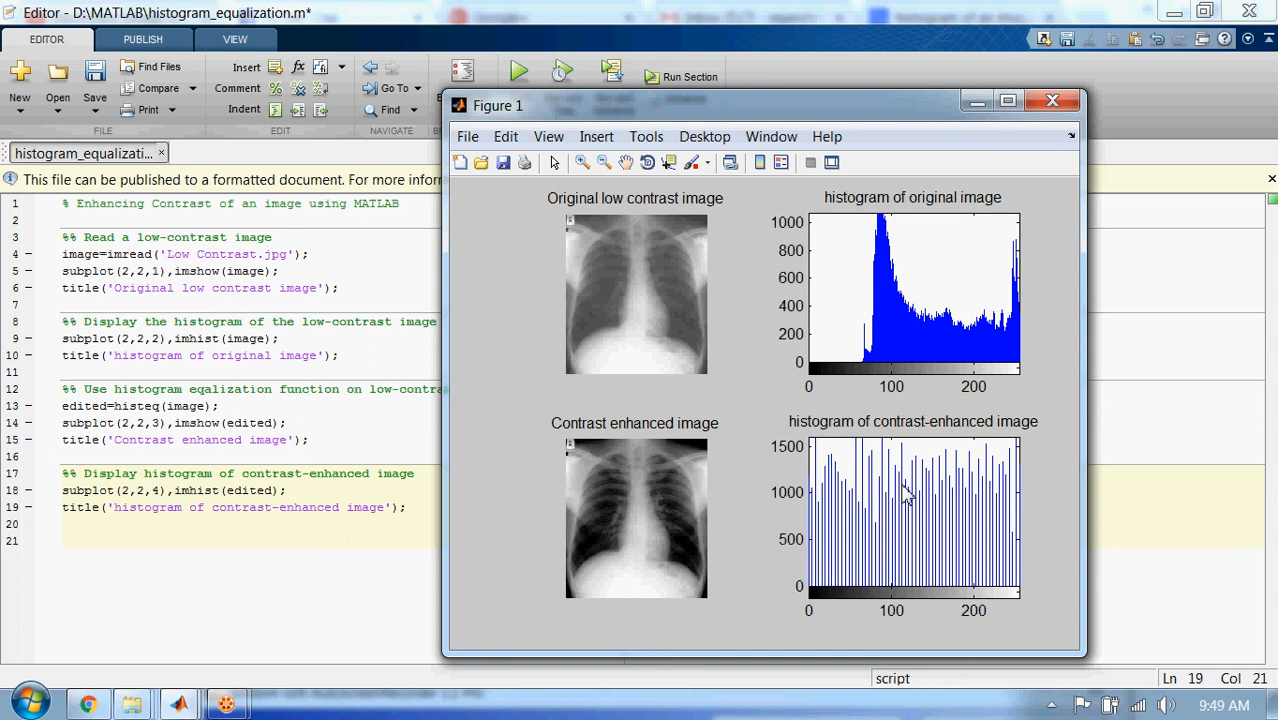 Editor - D:\MATLAB\histogram_equalization.m*
EDITOR PUBLISH VIEW
New Open Save
Find Files
Compare
Print
Insert
Comment
Indent
Go To
Find
Run Section
FILE EDIT NAVIGATE
histogram_equalizati... ×
This file can be published to a formatted document. For more infor
1 % Enhancing Contrast of an image using MATLAB
2
3 %% Read a low-contrast image
4 – image=imread('Low Contrast.jpg');
5 – subplot(2,2,1),imshow(image);
6 – title('Original low contrast image');
7
8 %% Display the histogram of the low-contrast image
9 – subplot(2,2,2),imhist(image);
10 – title('histogram of original image');
11
12 %% Use histogram eqalization function on low-contra
13 – edited=histeq(image);
14 – subplot(2,2,3),imshow(edited);
15 – title('Contrast enhanced image');
16
17 %% Display histogram of contrast-enhanced image
18 – subplot(2,2,4),imhist(edited);
19 – title('histogram of contrast-enhanced image');
20
21
Figure 1
File Edit View Insert Tools Desktop Window Help
Original low contrast image
histogram of original image
1000
800
600
400
200
0
0 100 200
Contrast enhanced image
histogram of contrast-enhanced image
1500
1000
500
0
0 100 200
script Ln 19 Col 21
9:49 AM